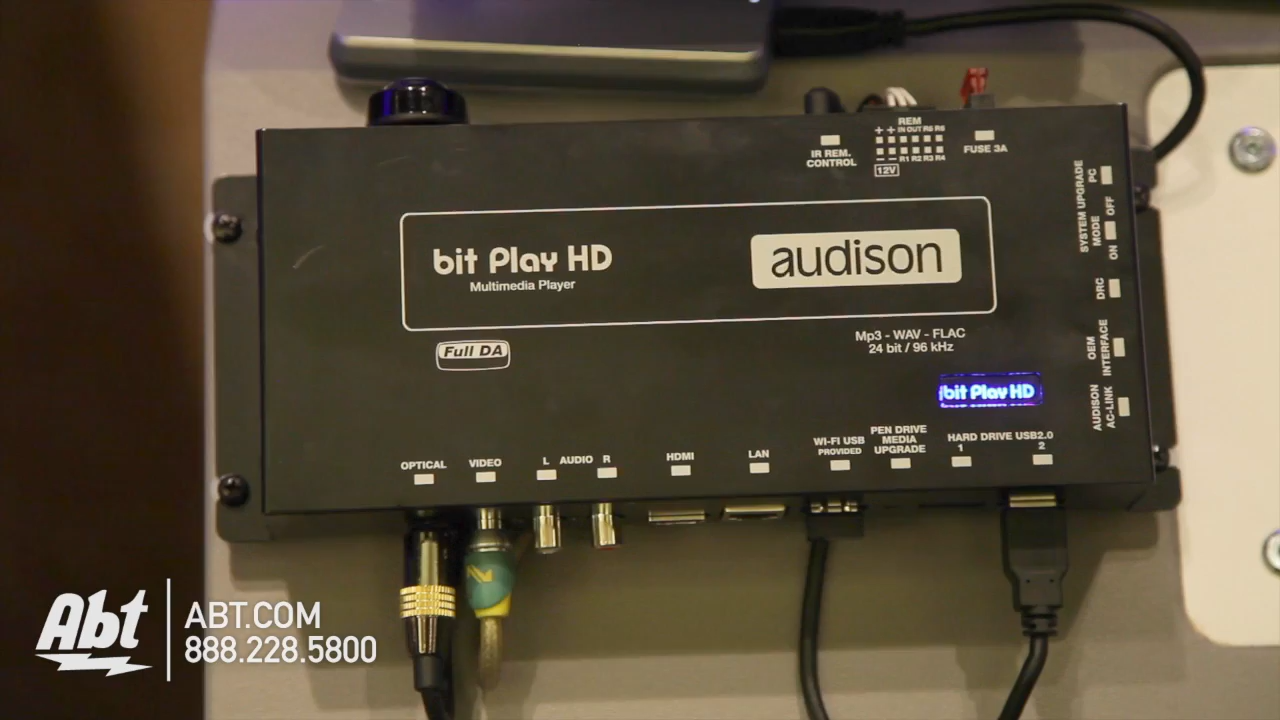 IR REM.
CONTROL
REM
+ + IN OUT R5 R6
− − R1 R2 R3 R4
12V
FUSE 3A
SYSTEM UPGRADE
PC
MODE
OFF
ON
DRC
OEM
INTERFACE
AUDISON
AC-LINK
bit Play HD
Multimedia Player
audison
Full DA
Mp3 - WAV - FLAC
24 bit / 96 kHz
bit Play HD
OPTICAL
VIDEO
L AUDIO R
HDMI
LAN
WI-FI USB
PROVIDED
PEN DRIVE
MEDIA
UPGRADE
HARD DRIVE USB2.0
1 2
Abt
ABT.COM
888.228.5800